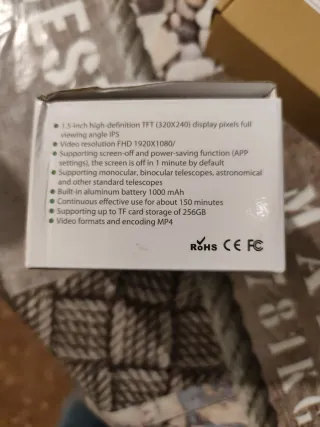 • 1.5-inch high-definition TFT (320X240) display pixels full
viewing angle IPS
• Video resolution FHD 1920X1080/
• Supporting screen-off and power-saving function (APP
settings), the screen is off in 1 minute by default
• Supporting monocular, binocular telescopes, astronomical
and other standard telescopes
• Built-in aluminum battery 1000 mAh
• Continuous effective use for about 150 minutes
• Supporting up to TF card storage of 256GB
• Video formats and encoding MP4
RoHS CE FC